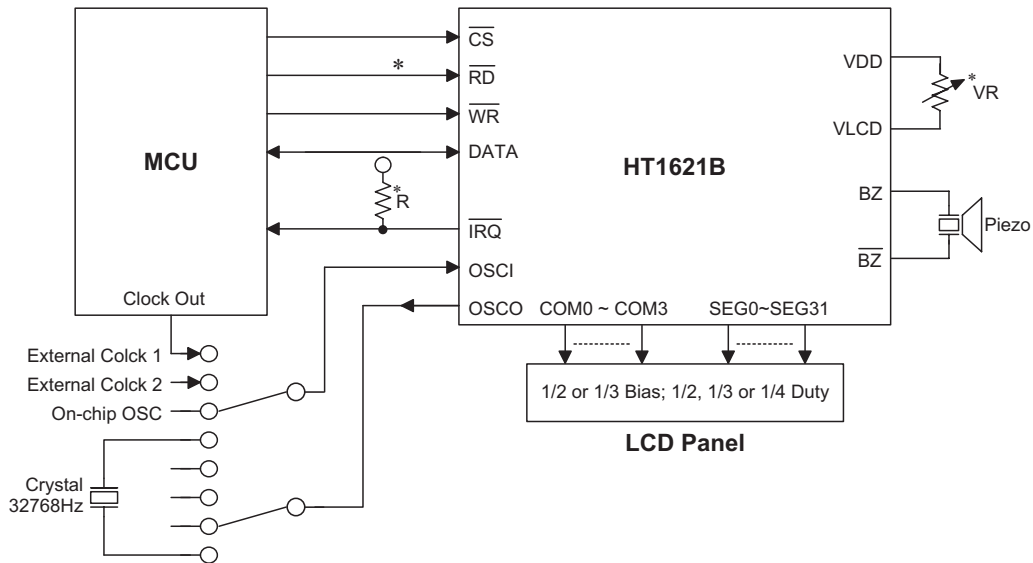 MCU
Clock Out
CS
RD
WR
DATA
IRQ
OSCI
OSCO
*
*
R
HT1621B
COM0 ~ COM3
SEG0~SEG31
VDD
VLCD
BZ
BZ
*
VR
Piezo
External Colck 1
External Colck 2
On-chip OSC
Crystal
32768Hz
1/2 or 1/3 Bias; 1/2, 1/3 or 1/4 Duty
LCD Panel